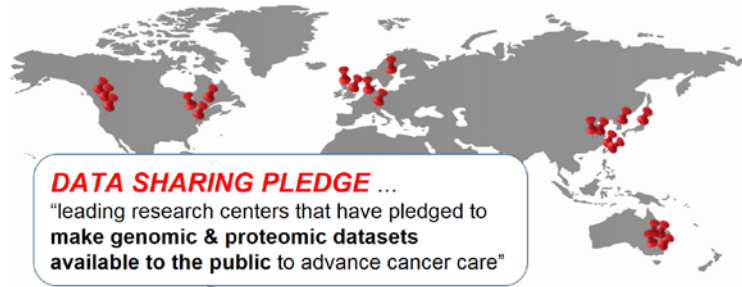 DATA SHARING PLEDGE ...
“leading research centers that have pledged to
make genomic & proteomic datasets
available to the public to advance cancer care”